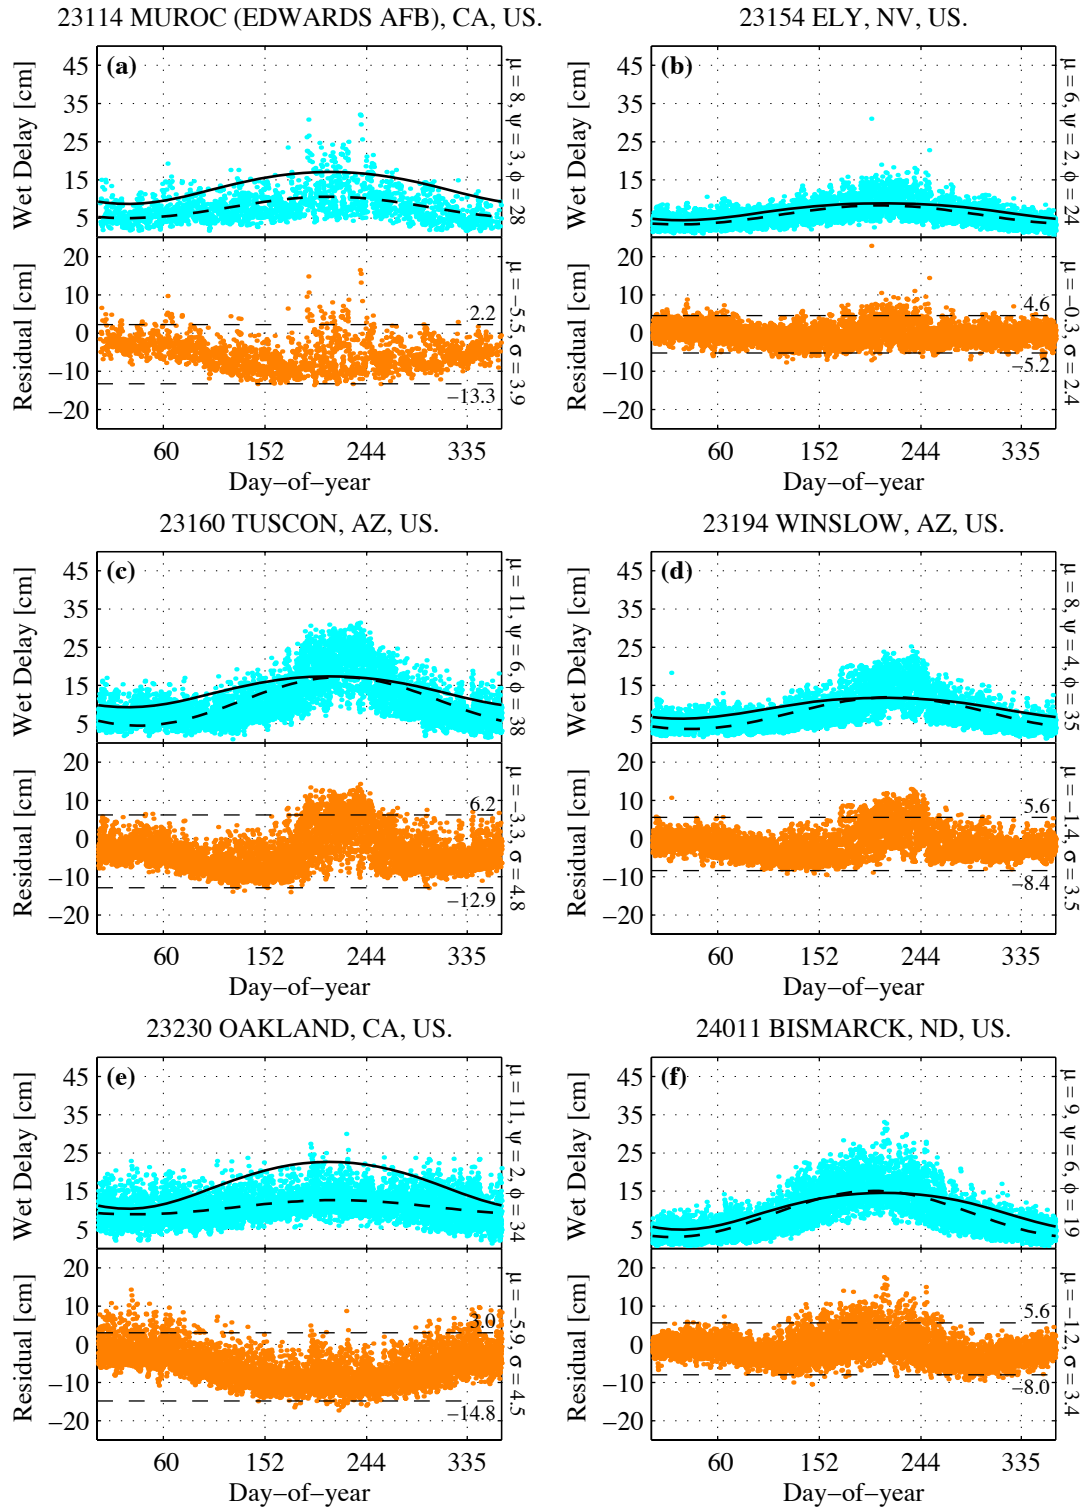 23114 MUROC (EDWARDS AFB), CA, US.
(a)
45
35
25
15
5
Wet Delay [cm]
μ = 8, ψ = 3, ϕ = 28
20
10
0
−10
−20
Residual [cm]
2.2
−13.3
μ = −5.5, σ = 3.9
60 152 244 335
Day−of−year
23154 ELY, NV, US.
(b)
45
35
25
15
5
Wet Delay [cm]
μ = 6, ψ = 2, ϕ = 24
20
10
0
−10
−20
Residual [cm]
4.6
−5.2
μ = −0.3, σ = 2.4
60 152 244 335
Day−of−year
23160 TUSCON, AZ, US.
(c)
45
35
25
15
5
Wet Delay [cm]
μ = 11, ψ = 6, ϕ = 38
20
10
0
−10
−20
Residual [cm]
6.2
−12.9
μ = −3.3, σ = 4.8
60 152 244 335
Day−of−year
23194 WINSLOW, AZ, US.
(d)
45
35
25
15
5
Wet Delay [cm]
μ = 8, ψ = 4, ϕ = 35
20
10
0
−10
−20
Residual [cm]
5.6
−8.4
μ = −1.4, σ = 3.5
60 152 244 335
Day−of−year
23230 OAKLAND, CA, US.
(e)
45
35
25
15
5
Wet Delay [cm]
μ = 11, ψ = 2, ϕ = 34
20
10
0
−10
−20
Residual [cm]
3.0
−14.8
μ = −5.9, σ = 4.5
60 152 244 335
Day−of−year
24011 BISMARCK, ND, US.
(f)
45
35
25
15
5
Wet Delay [cm]
μ = 9, ψ = 6, ϕ = 19
20
10
0
−10
−20
Residual [cm]
5.6
−8.0
μ = −1.2, σ = 3.4
60 152 244 335
Day−of−year